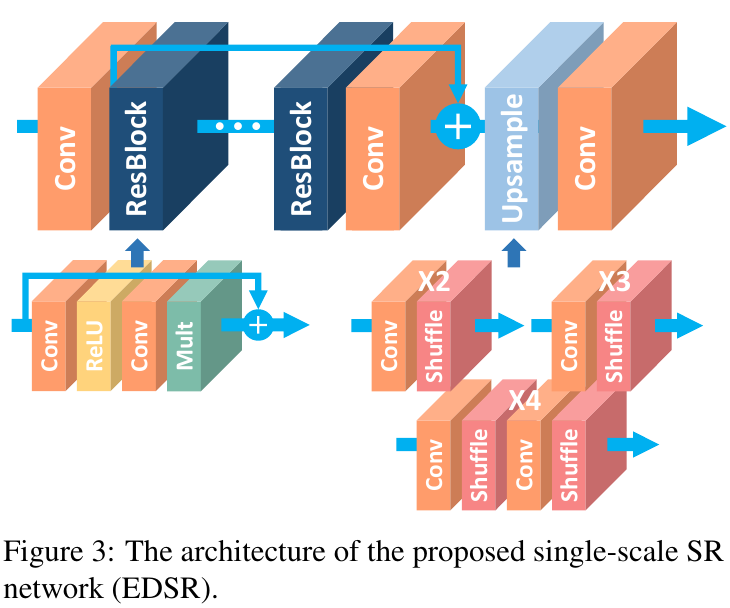 Conv
ResBlock
ResBlock
Conv
Upsample
Conv
Conv
ReLU
Conv
Mult
X2
Conv
Shuffle
X3
Conv
Shuffle
X4
Conv
Shuffle
Conv
Shuffle
Figure 3: The architecture of the proposed single-scale SR
network (EDSR).